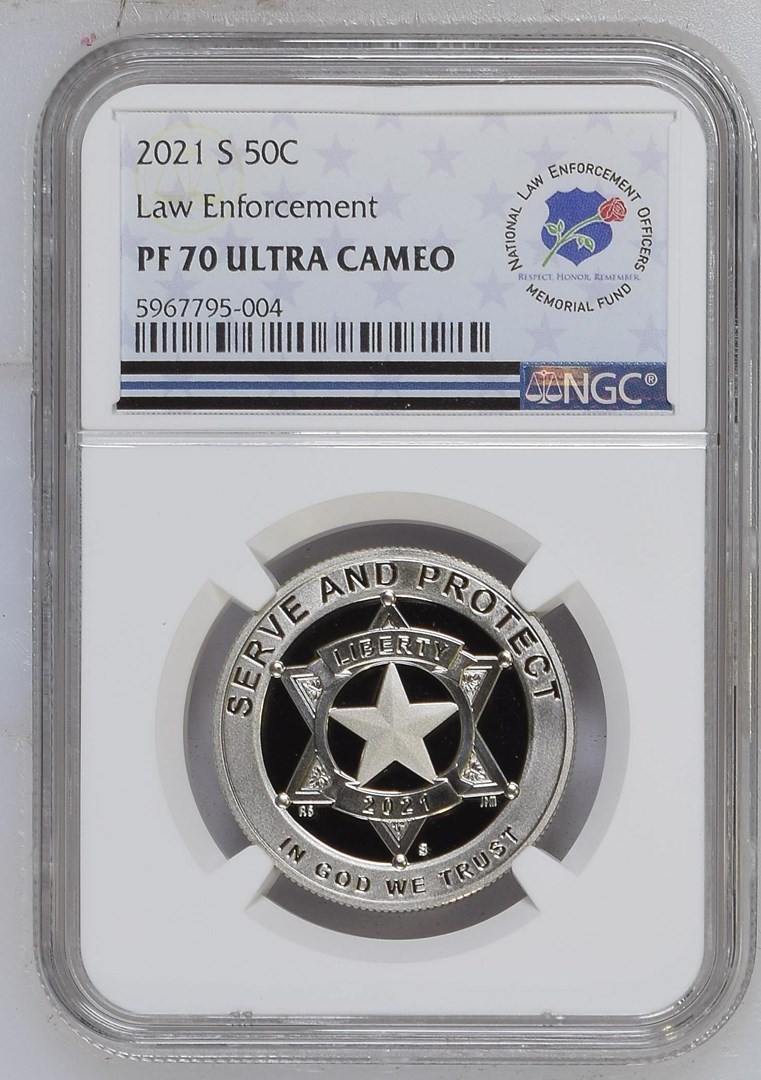 2021 S 50C
Law Enforcement
PF 70 ULTRA CAMEO
5967795-004
NATIONAL LAW ENFORCEMENT OFFICERS
RESPECT. HONOR. REMEMBER.
MEMORIAL FUND
NGC®
SERVE AND PROTECT
LIBERTY
2021
RS
JPM
S
IN GOD WE TRUST